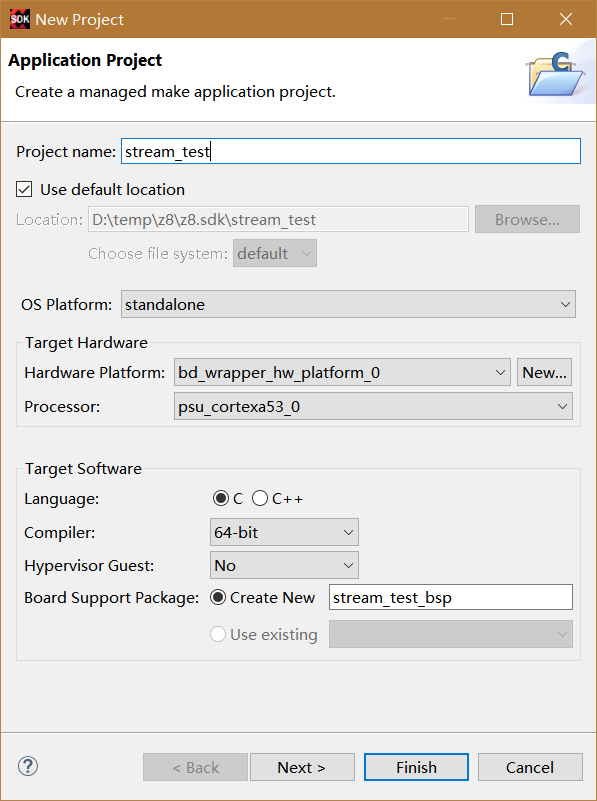 SDK New Project
Application Project
Create a managed make application project.
C
Project name: stream_test
Use default location
Location: D:\temp\z8\z8.sdk\stream_test Browse...
Choose file system: default
OS Platform: standalone
Target Hardware
Hardware Platform: bd_wrapper_hw_platform_0 New...
Processor: psu_cortexa53_0
Target Software
Language: C C++
Compiler: 64-bit
Hypervisor Guest: No
Board Support Package: Create New stream_test_bsp
Use existing
? < Back Next > Finish Cancel